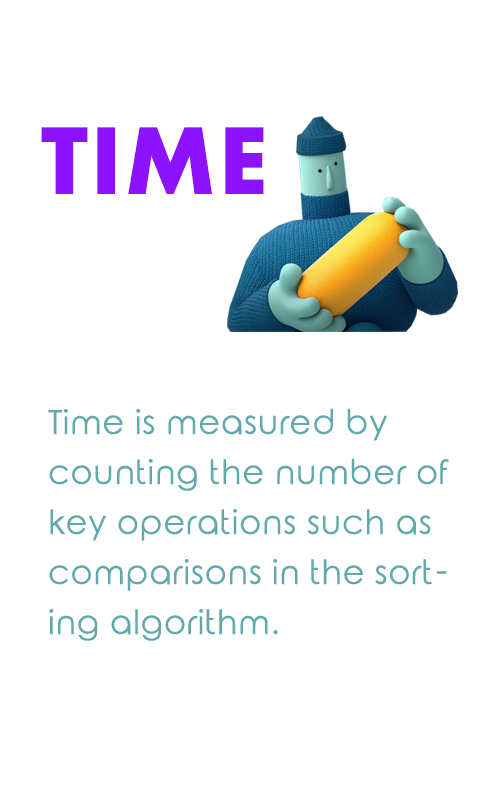 TIME
Time is measured by
counting the number of
key operations such as
comparisons in the sort-
ing algorithm.